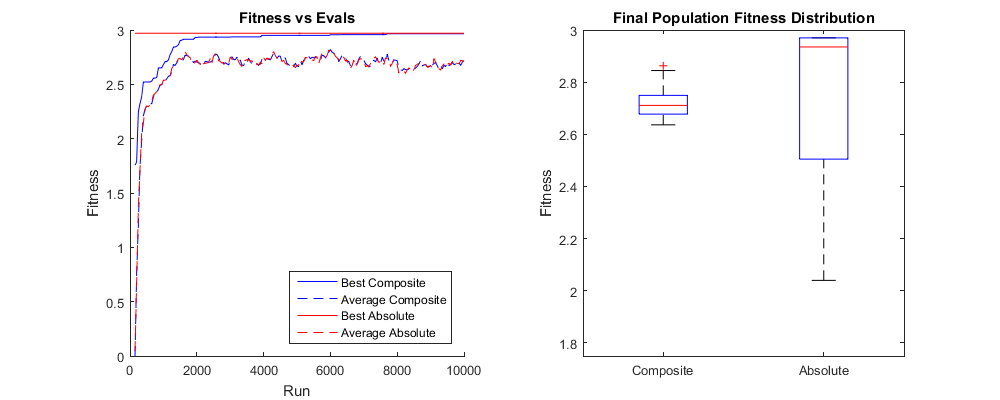 Fitness vs Evals
Fitness
3
2.5
2
1.5
1
0.5
0
0 2000 4000 6000 8000 10000
Run
Best Composite
Average Composite
Best Absolute
Average Absolute
Final Population Fitness Distribution
Fitness
3
2.8
2.6
2.4
2.2
2
1.8
Composite Absolute